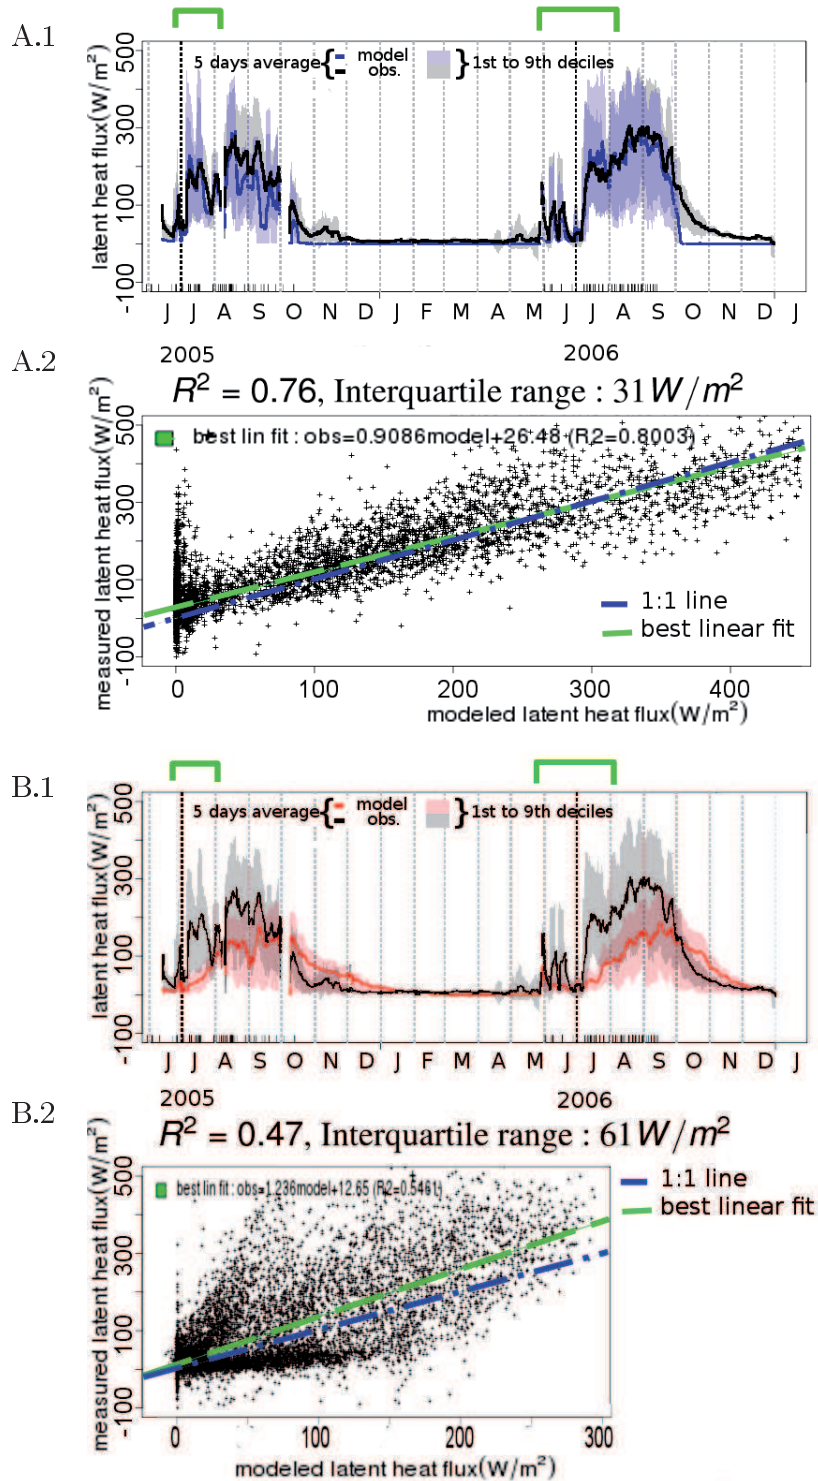 A.1
latent heat flux(W/m²)
500
300
100
-100
5 days average { model
obs.
} 1st to 9th deciles
J J A S O N D J F M A M J J A S O N D J
2005 2006
A.2
R² = 0.76, Interquartile range : 31W/m²
measured latent heat flux(W/m²)
500
300
100
-100
best lin fit : obs=0.9086model+26.48 (R2=0.8003)
1:1 line
best linear fit
0 100 200 300 400
modeled latent heat flux(W/m²)
B.1
latent heat flux(W/m²)
500
300
100
-100
5 days average { model
obs.
} 1st to 9th deciles
J J A S O N D J F M A M J J A S O N D J
2005 2006
B.2
R² = 0.47, Interquartile range : 61W/m²
measured latent heat flux(W/m²)
500
300
100
-100
best lin fit : obs=1.236model+12.65 (R2=0.5461)
1:1 line
best linear fit
0 100 200 300
modeled latent heat flux(W/m²)